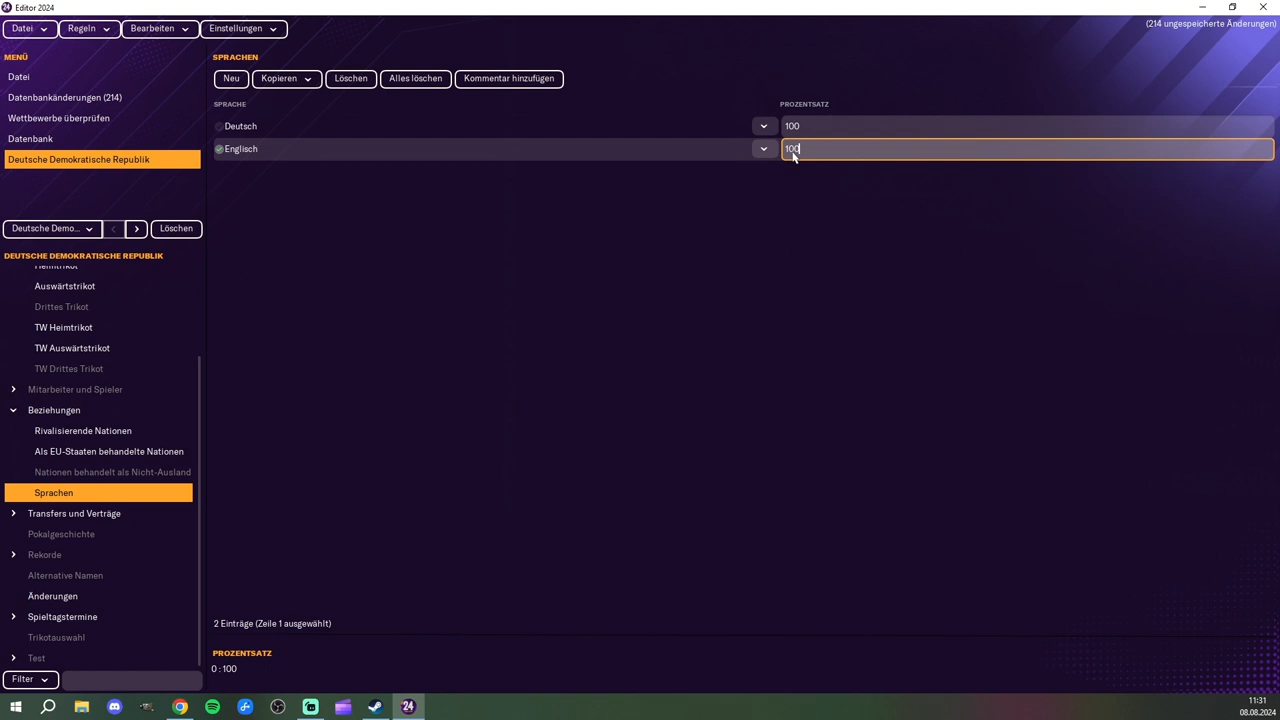 Editor 2024
Datei
Regeln
Bearbeiten
Einstellungen
(214 ungespeicherte Änderungen)
MENÜ
Datei
Datenbankänderungen (214)
Wettbewerbe überprüfen
Datenbank
Deutsche Demokratische Republik
Deutsche Demo...
Löschen
DEUTSCHE DEMOKRATISCHE REPUBLIK
Heimtrikot
Auswärtstrikot
Drittes Trikot
TW Heimtrikot
TW Auswärtstrikot
TW Drittes Trikot
Mitarbeiter und Spieler
Beziehungen
Rivalisierende Nationen
Als EU-Staaten behandelte Nationen
Nationen behandelt als Nicht-Ausland
Sprachen
Transfers und Verträge
Pokalgeschichte
Rekorde
Alternative Namen
Änderungen
Spieltagstermine
Trikotauswahl
Test
Filter
SPRACHEN
Neu
Kopieren
Löschen
Alles löschen
Kommentar hinzufügen
SPRACHE
PROZENTSATZ
Deutsch
100
Englisch
100
2 Einträge (Zeile 1 ausgewählt)
PROZENTSATZ
0 : 100
24
11:31
08.08.2024